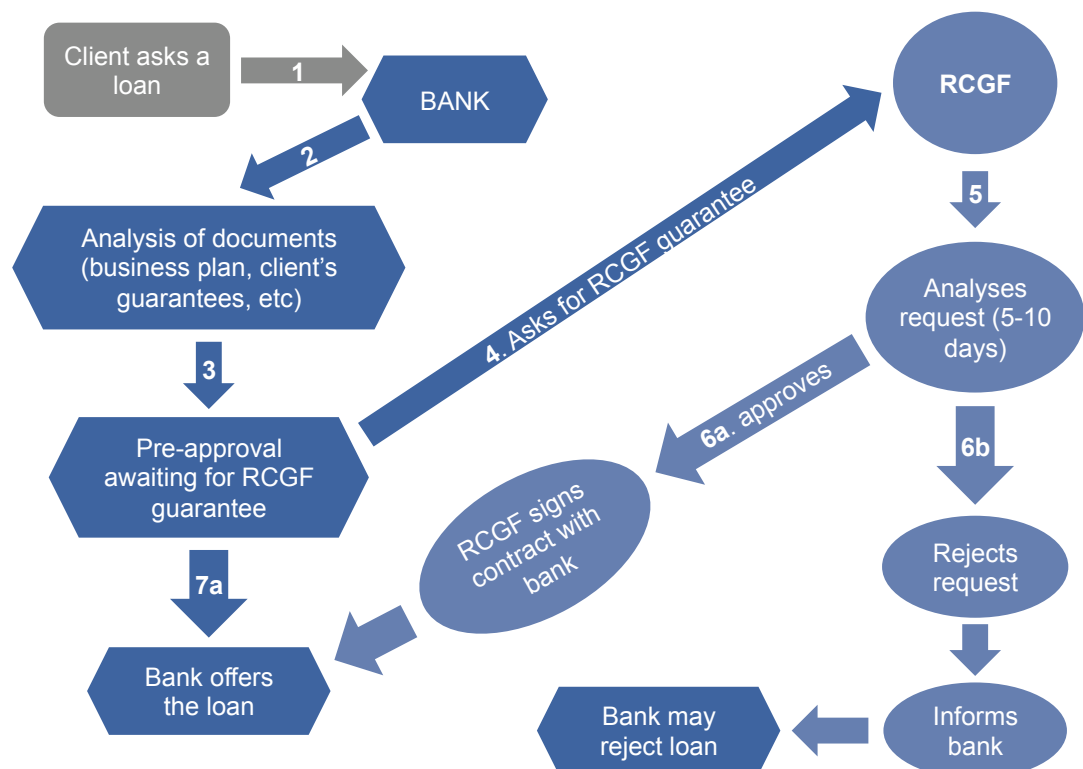 Client asks a
loan
1
BANK
2
Analysis of documents
(business plan, client's
guarantees, etc)
3
Pre-approval
awaiting for RCGF
guarantee
4. Asks for RCGF guarantee
RCGF
5
Analyses
request (5-10
days)
6a. approves
RCGF signs
contract with
bank
6b
Rejects
request
7a
Bank offers
the loan
Informs
bank
Bank may
reject loan